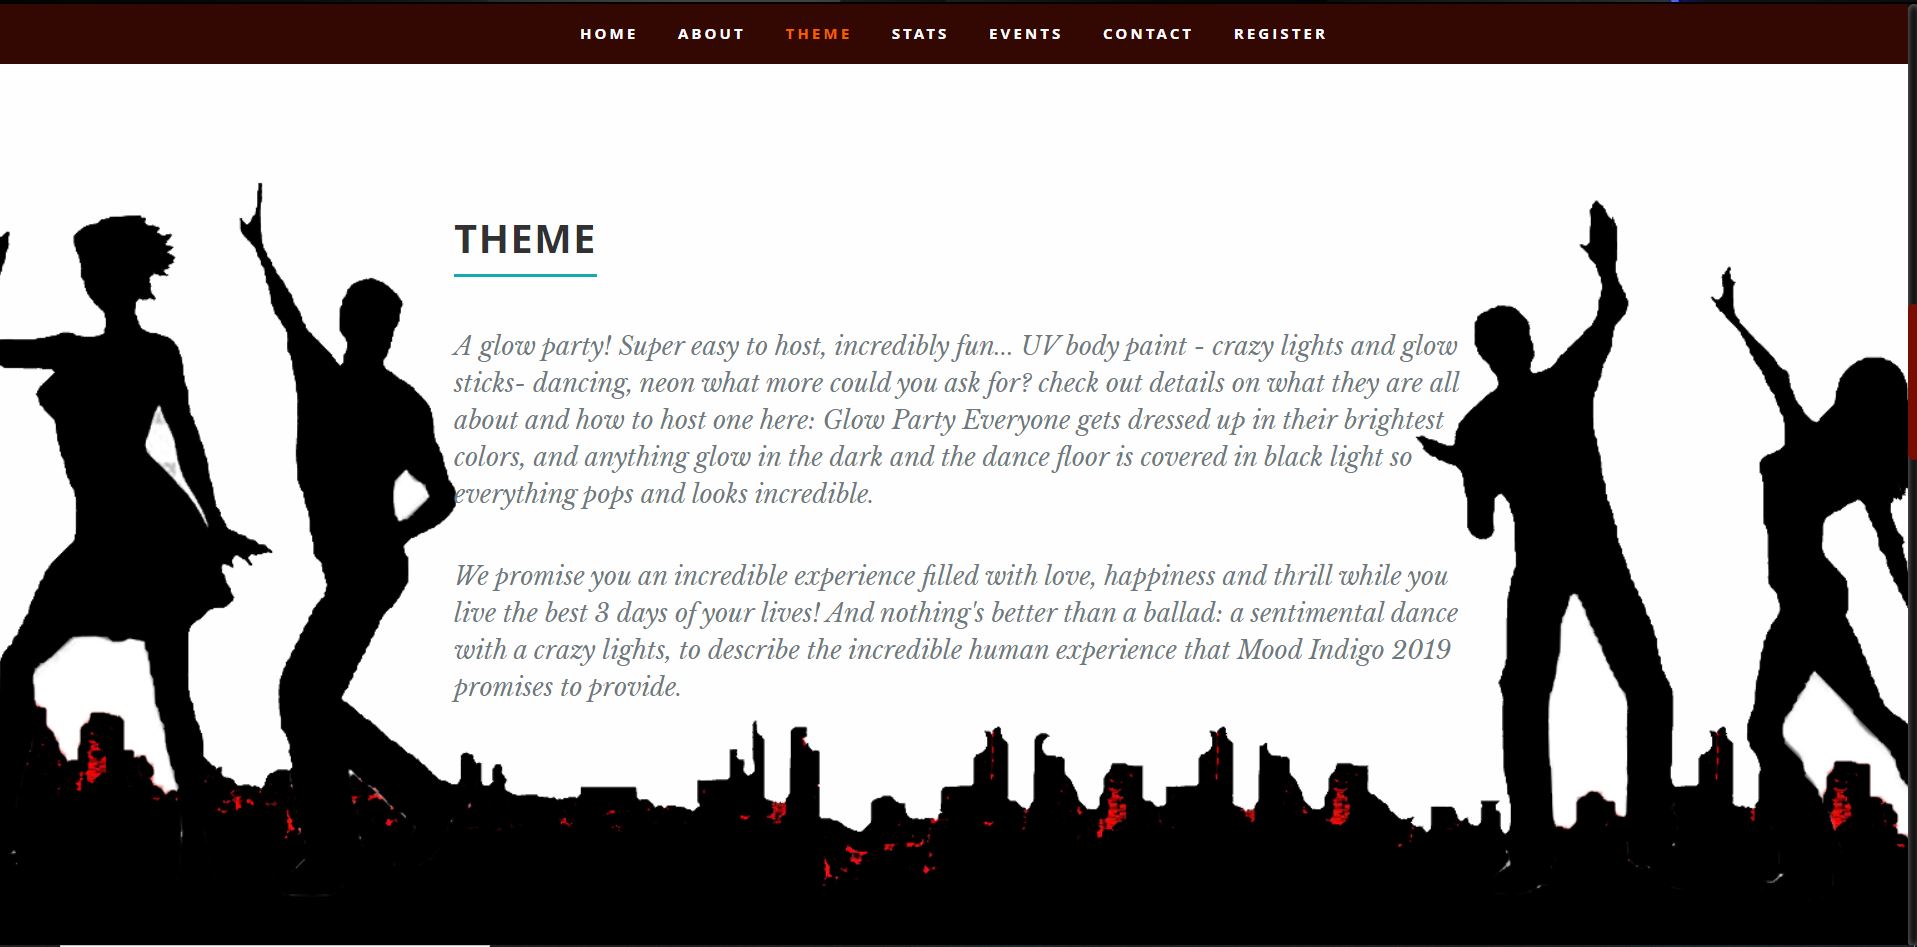 HOME ABOUT THEME STATS EVENTS CONTACT REGISTER
THEME
A glow party! Super easy to host, incredibly fun... UV body paint - crazy lights and glow
sticks- dancing, neon what more could you ask for? check out details on what they are all
about and how to host one here: Glow Party Everyone gets dressed up in their brightest
colors, and anything glow in the dark and the dance floor is covered in black light so
everything pops and looks incredible.
We promise you an incredible experience filled with love, happiness and thrill while you
live the best 3 days of your lives! And nothing's better than a ballad: a sentimental dance
with a crazy lights, to describe the incredible human experience that Mood Indigo 2019
promises to provide.